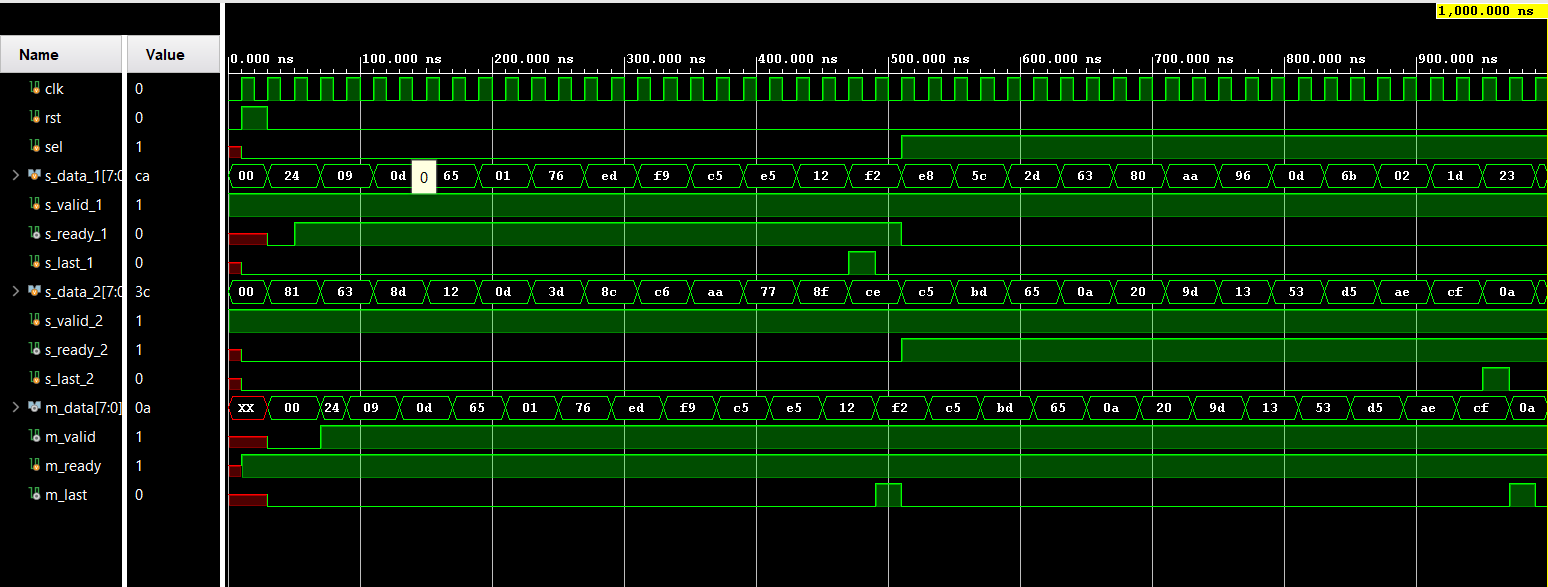 1,000.000 ns
Name Value
0.000 ns 100.000 ns 200.000 ns 300.000 ns 400.000 ns 500.000 ns 600.000 ns 700.000 ns 800.000 ns 900.000 ns
clk 0
rst 0
sel 1
s_data_1[7:0 ca 00 24 09 0d 0 65 01 76 ed f9 c5 e5 12 f2 e8 5c 2d 63 80 aa 96 0d 6b 02 1d 23
s_valid_1 1
s_ready_1 0
s_last_1 0
s_data_2[7:0 3c 00 81 63 8d 12 0d 3d 8c c6 aa 77 8f ce c5 bd 65 0a 20 9d 13 53 d5 ae cf 0a
s_valid_2 1
s_ready_2 1
s_last_2 0
m_data[7:0] 0a XX 00 24 09 0d 65 01 76 ed f9 c5 e5 12 f2 c5 bd 65 0a 20 9d 13 53 d5 ae cf 0a
m_valid 1
m_ready 1
m_last 0